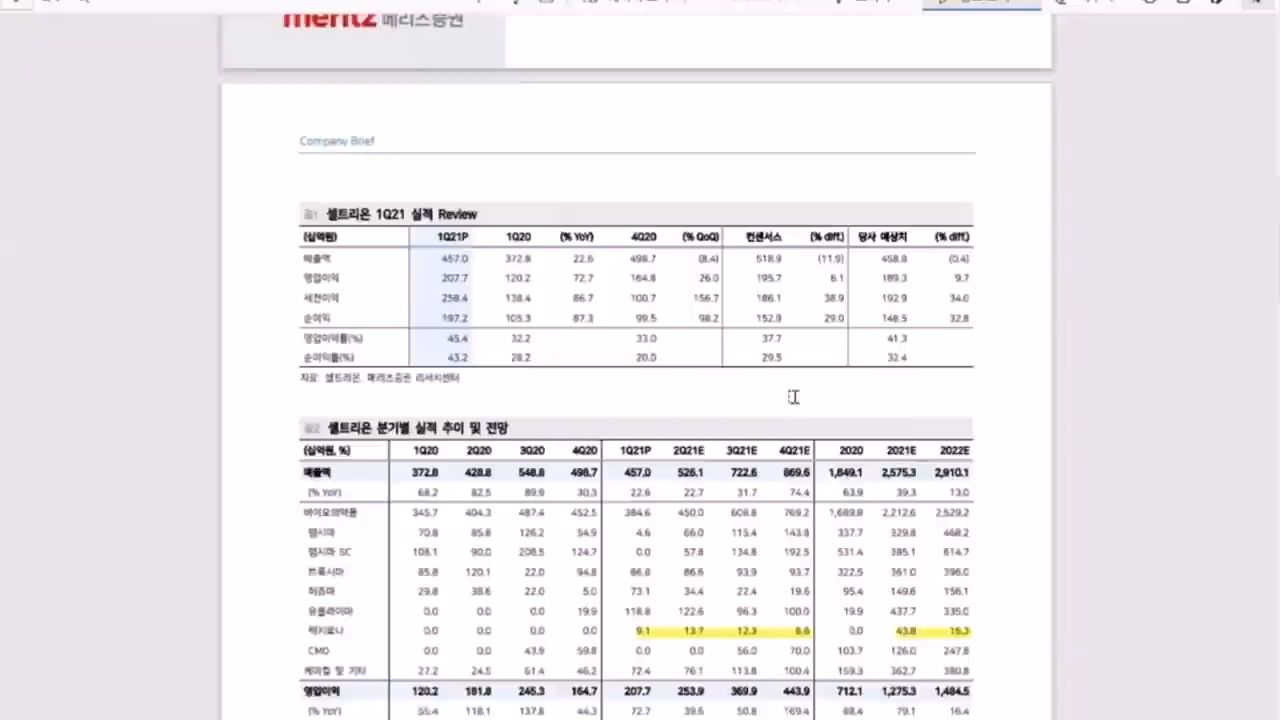 meritz 메리츠증권
Company Brief
표1 셀트리온 1Q21 실적 Review
(십억원) 1Q21P 1Q20 (% YoY) 4Q20 (% QoQ) 컨센서스 (% diff.) 당사 예상치 (% diff.)
매출액 457.0 372.8 22.6 498.7 (8.4) 518.9 (11.9) 458.8 (0.4)
영업이익 207.7 120.2 72.7 164.8 26.0 195.7 6.1 189.3 9.7
세전이익 258.4 138.4 86.7 100.7 156.7 186.1 38.9 192.9 34.0
순이익 197.2 105.3 87.3 99.5 98.2 152.9 29.0 148.5 32.8
영업이익률(%) 45.4 32.2 33.0 37.7 41.3
순이익률(%) 43.2 28.2 20.0 29.5 32.4
자료: 셀트리온, 메리츠증권 리서치센터
표2 셀트리온 분기별 실적 추이 및 전망
(십억원, %) 1Q20 2Q20 3Q20 4Q20 1Q21P 2Q21E 3Q21E 4Q21E 2020 2021E 2022E
매출액 372.8 428.8 548.8 498.7 457.0 526.1 722.6 869.6 1,849.1 2,575.3 2,910.1
(% YoY) 68.2 82.5 89.9 30.3 22.6 22.7 31.7 74.4 63.9 39.3 13.0
바이오의약품 345.7 404.3 487.4 452.5 384.6 450.0 608.8 769.2 1,689.8 2,212.6 2,529.2
램시마 70.8 85.8 126.2 54.9 4.6 66.0 115.4 143.8 337.7 329.8 468.2
램시마 SC 108.1 90.0 208.5 124.7 0.0 57.8 134.8 192.5 531.4 385.1 614.7
트룩시마 85.8 120.1 22.0 94.8 86.8 86.6 93.9 93.7 322.5 361.0 396.0
허쥬마 29.8 38.6 22.0 5.0 73.1 34.4 22.4 19.6 95.4 149.6 156.1
유플라이마 0.0 0.0 0.0 19.9 118.8 122.6 96.3 100.0 19.9 437.7 335.0
렉키로나 0.0 0.0 0.0 0.0 9.1 13.7 12.3 8.6 0.0 43.8 15.3
CMO 0.0 0.0 43.9 59.8 0.0 0.0 56.0 70.0 103.7 126.0 247.8
케미컬 및 기타 27.2 24.5 61.4 46.2 72.4 76.1 113.8 100.4 159.3 362.7 380.8
영업이익 120.2 181.8 245.3 164.7 207.7 253.9 369.9 443.9 712.1 1,275.3 1,484.5
(% YoY) 55.4 118.1 137.8 44.3 72.7 39.6 50.8 169.4 88.4 79.1 16.4